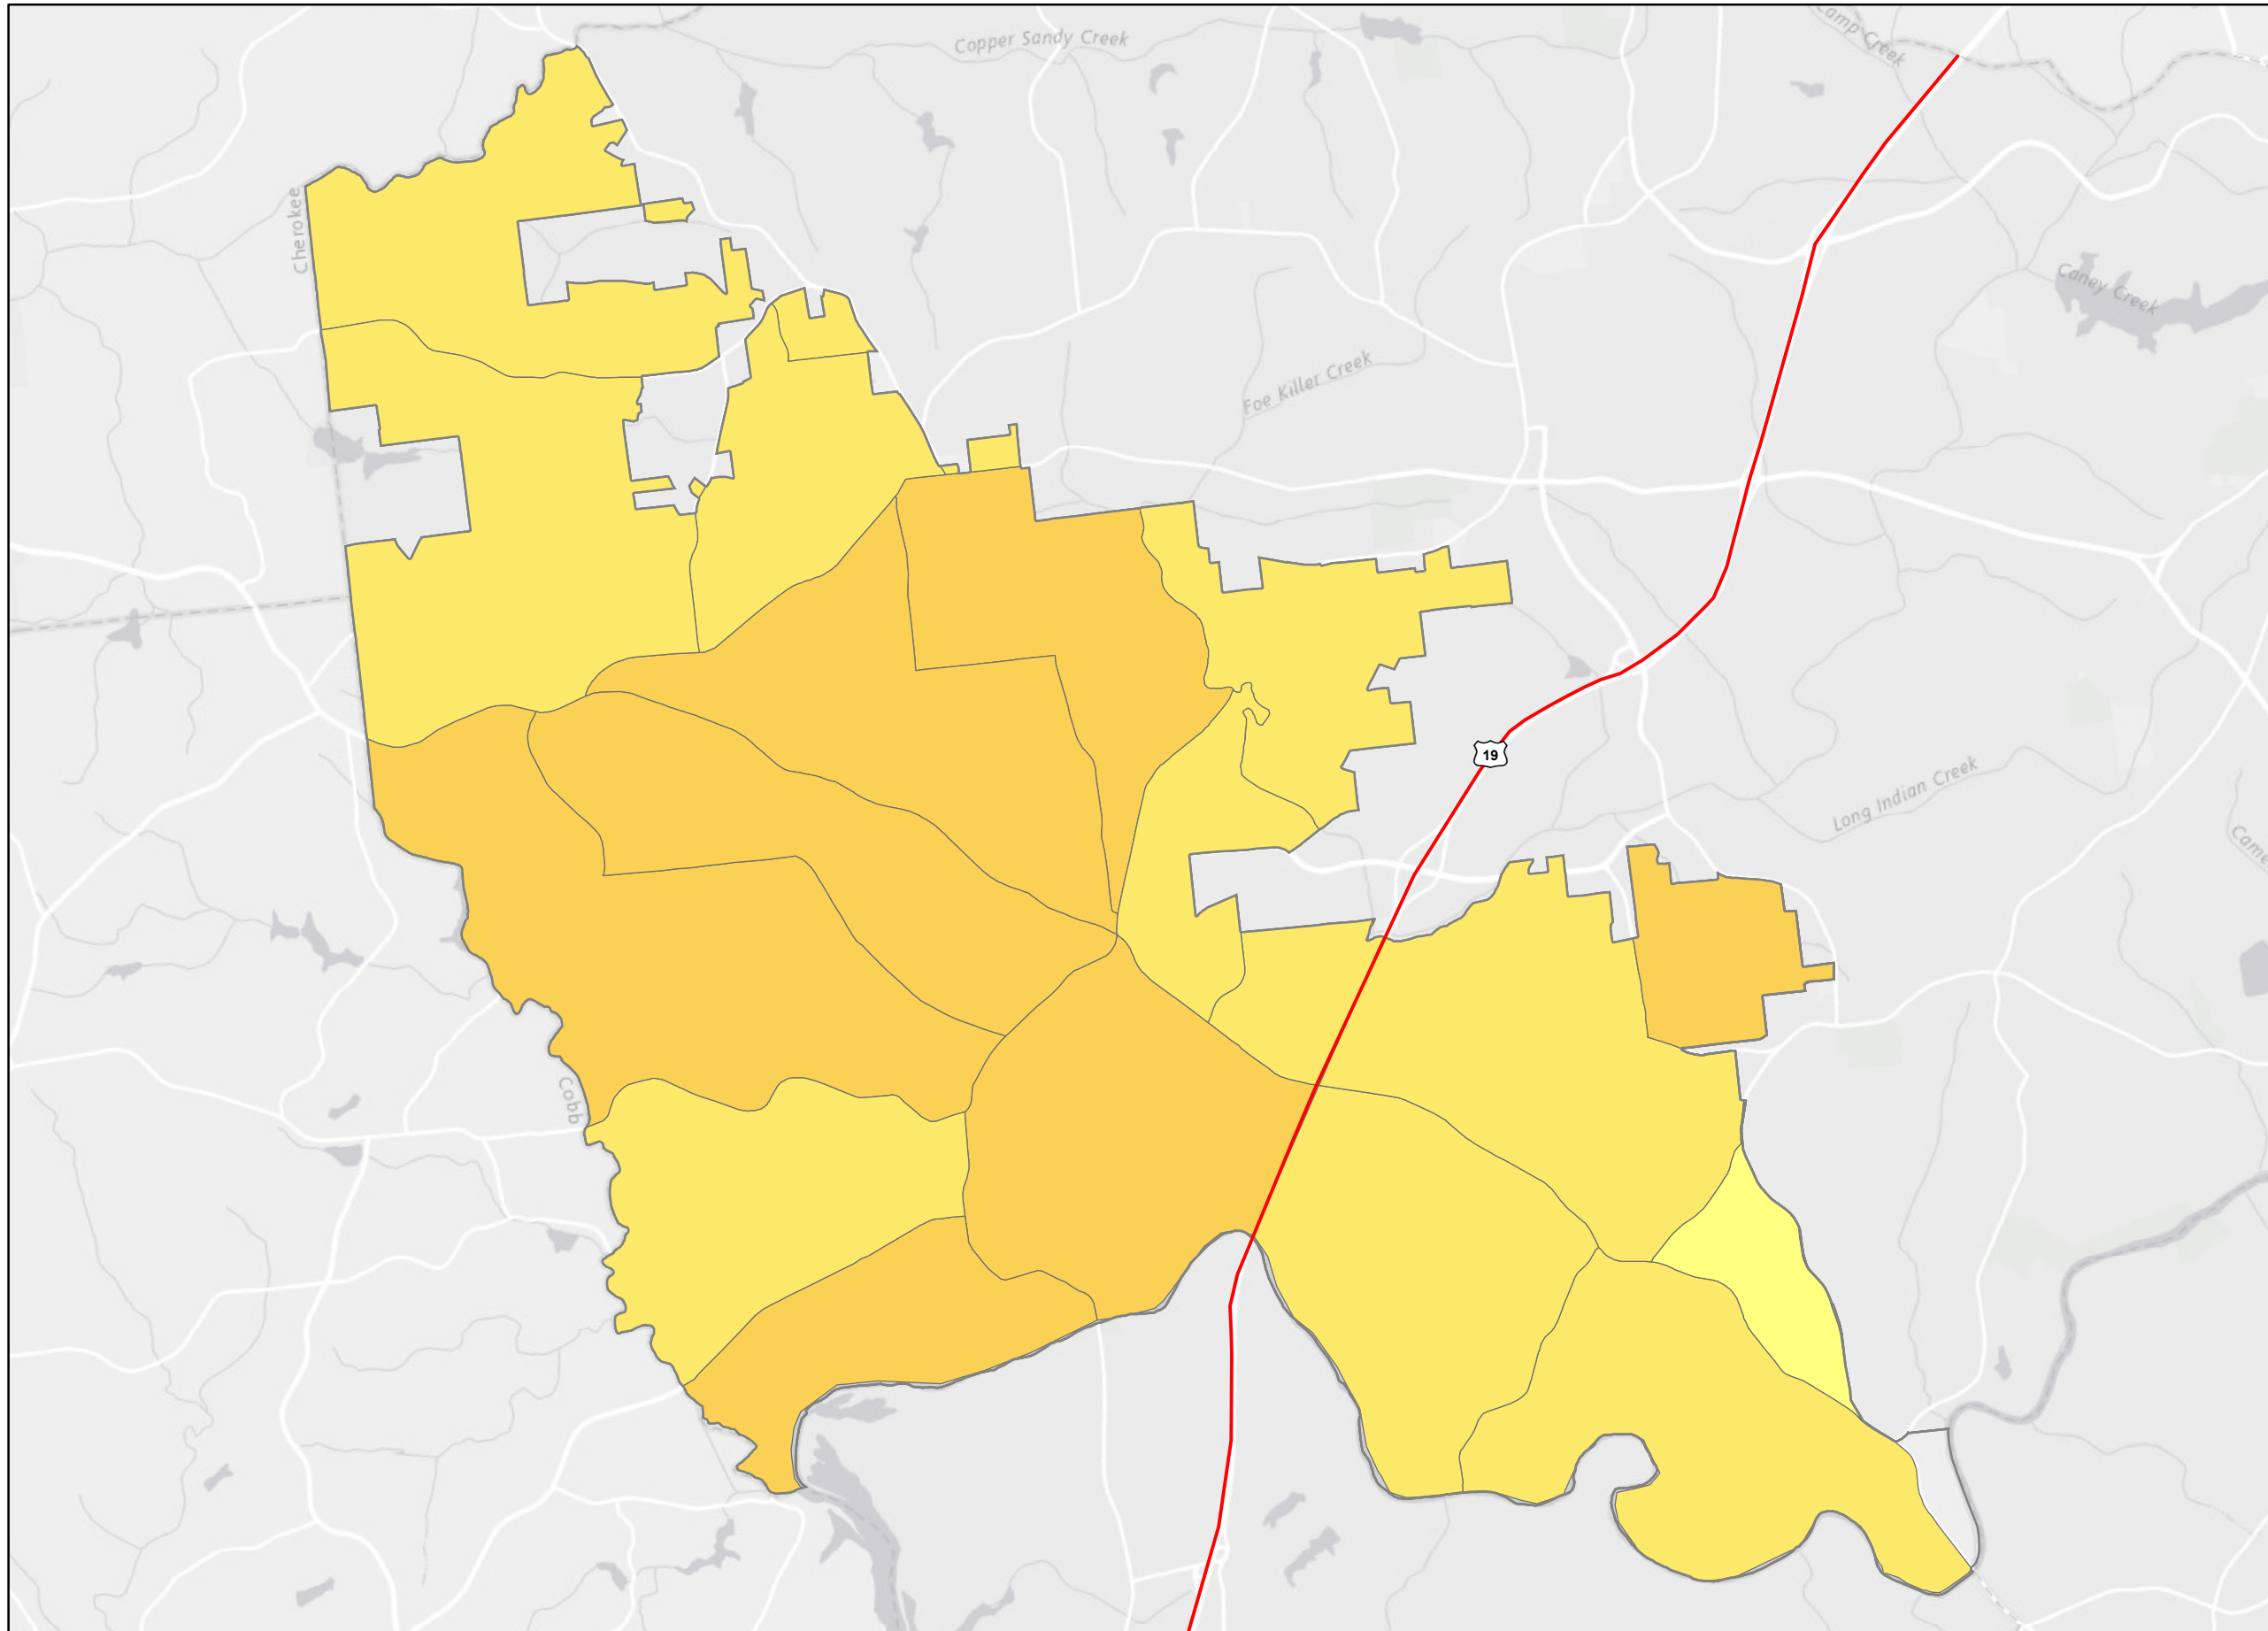 Copper Sandy Creek
Camp Creek
Cherokee
Caney Creek
Foe Killer Creek
19
Long Indian Creek
Cobb